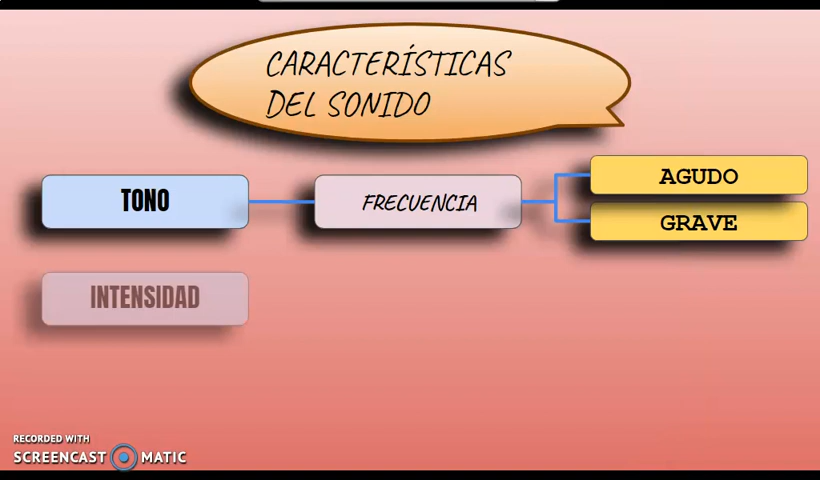 CARACTERÍSTICAS
DEL SONIDO
TONO
FRECUENCIA
AGUDO
GRAVE
INTENSIDAD
RECORDED WITH
SCREENCAST MATIC